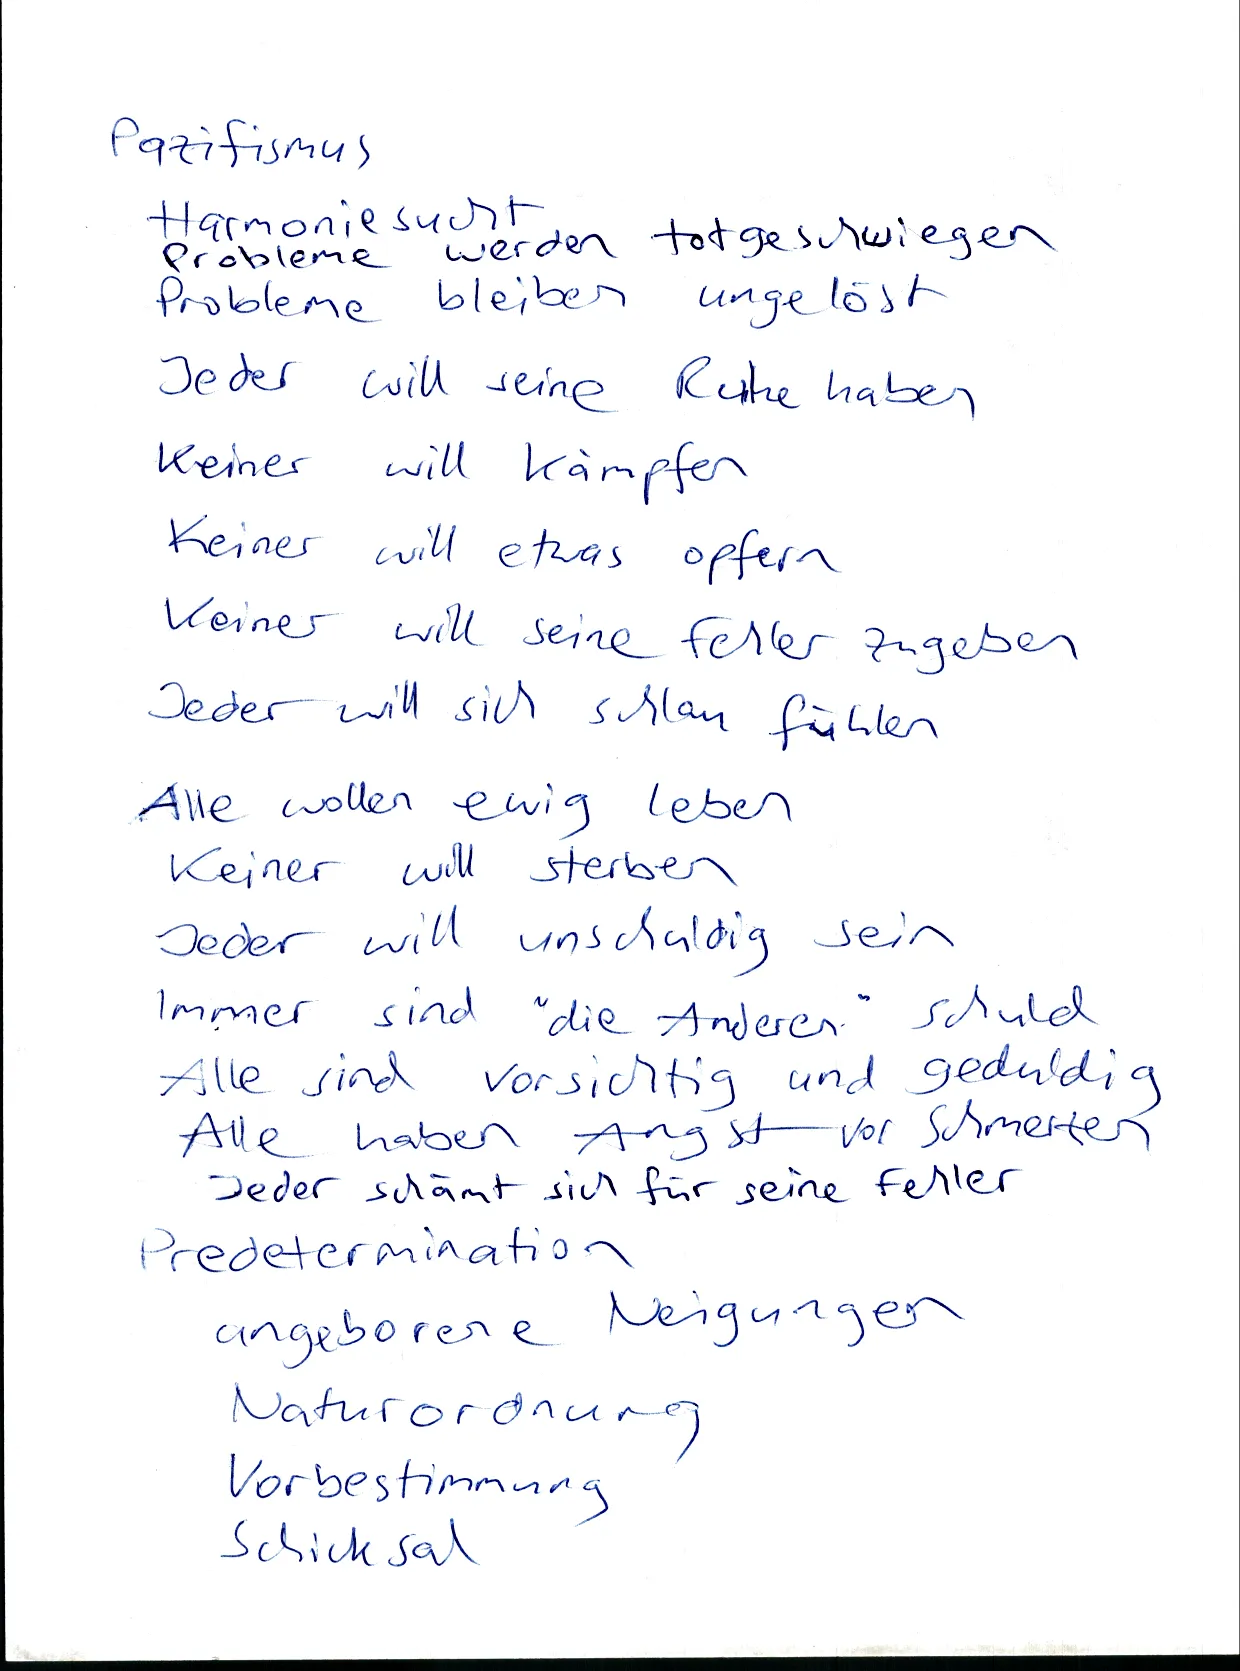 Pazifismus
Harmoniesucht
Probleme werden totgeschwiegen
Probleme bleiben ungelöst
Jeder will seine Ruhe haben
Keiner will kämpfen
Keiner will etwas opfern
Keiner will seine Fehler zugeben
Jeder will sich schlau fühlen
Alle wollen ewig leben
Keiner will sterben
Jeder will unschuldig sein
Immer sind "die Anderen" schuld
Alle sind vorsichtig und geduldig
Alle haben Angst vor Schmerzen
Jeder schämt sich für seine Fehler
Predetermination
angeborene Neigungen
Naturordnung
Vorbestimmung
Schicksal